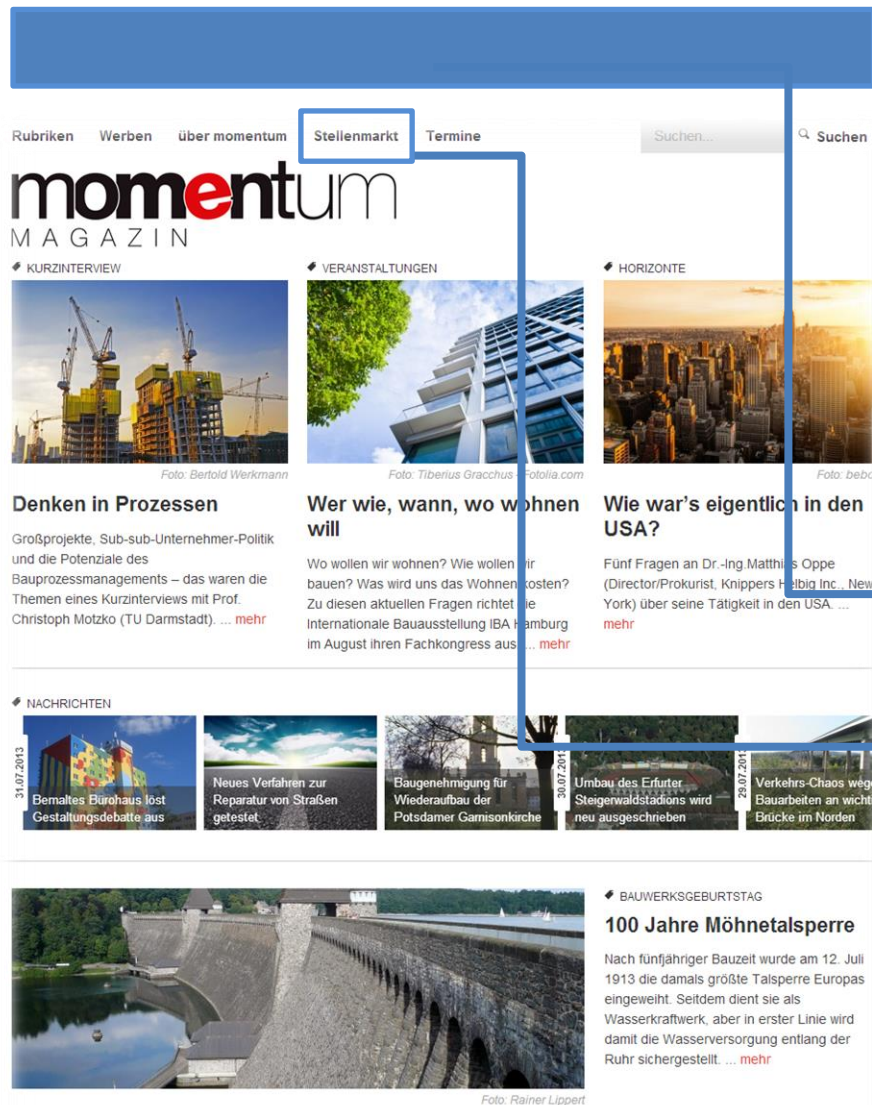 Rubriken Werben über momentum Stellenmarkt Termine Suchen... Suchen
momentum
MAGAZIN
KURZINTERVIEW
Foto: Bertold Werkmann
Denken in Prozessen
Großprojekte, Sub-sub-Unternehmer-Politik
und die Potenziale des
Bauprozessmanagements – das waren die
Themen eines Kurzinterviews mit Prof.
Christoph Motzko (TU Darmstadt). ... mehr
VERANSTALTUNGEN
Foto: Tiberius Gracchus - Fotolia.com
Wer wie, wann, wo wohnen
will
Wo wollen wir wohnen? Wie wollen wir
bauen? Was wird uns das Wohnen kosten?
Zu diesen aktuellen Fragen richtet die
Internationale Bauausstellung IBA Hamburg
im August ihren Fachkongress aus. ... mehr
HORIZONTE
Foto: bebo
Wie war's eigentlich in den
USA?
Fünf Fragen an Dr.-Ing.Matthias Oppe
(Director/Prokurist, Knippers Helbig Inc., New
York) über seine Tätigkeit in den USA. ...
mehr
NACHRICHTEN
31.07.2013
Bemaltes Bürohaus löst
Gestaltungsdebatte aus
Neues Verfahren zur
Reparatur von Straßen
getestet
Baugenehmigung für
Wiederaufbau der
Potsdamer Garnisonkirche
30.07.2013
Umbau des Erfurter
Steigerwaldstadions wird
neu ausgeschrieben
29.07.2013
Verkehrs-Chaos weg
Bauarbeiten an wicht
Brücke im Norden
BAUWERKSGEBURTSTAG
100 Jahre Möhnetalsperre
Nach fünfjähriger Bauzeit wurde am 12. Juli
1913 die damals größte Talsperre Europas
eingeweiht. Seitdem dient sie als
Wasserkraftwerk, aber in erster Linie wird
damit die Wasserversorgung entlang der
Ruhr sichergestellt. ... mehr
Foto: Rainer Lippert